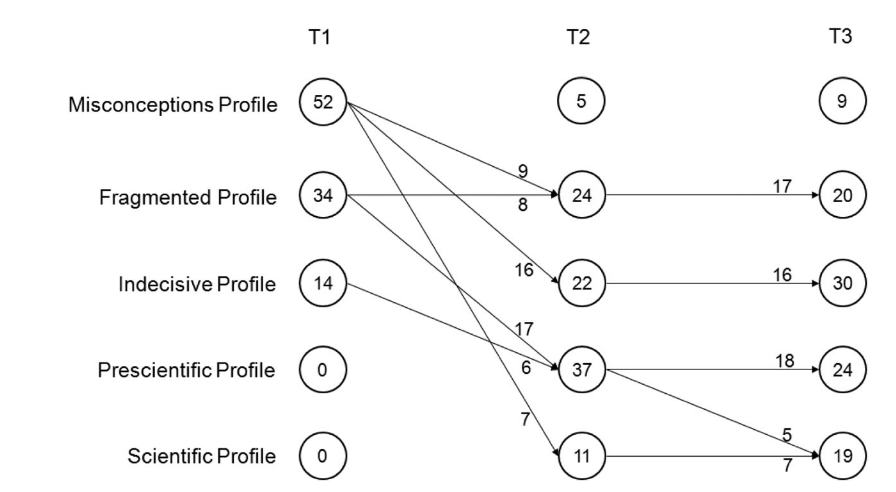 T1 T2 T3
Misconceptions Profile 52 5 9
9
Fragmented Profile 34 24 17 20
8
16
Indecisive Profile 14 22 16 30
17
Prescientific Profile 0 6 37 18 24
7
5
Scientific Profile 0 11 7 19